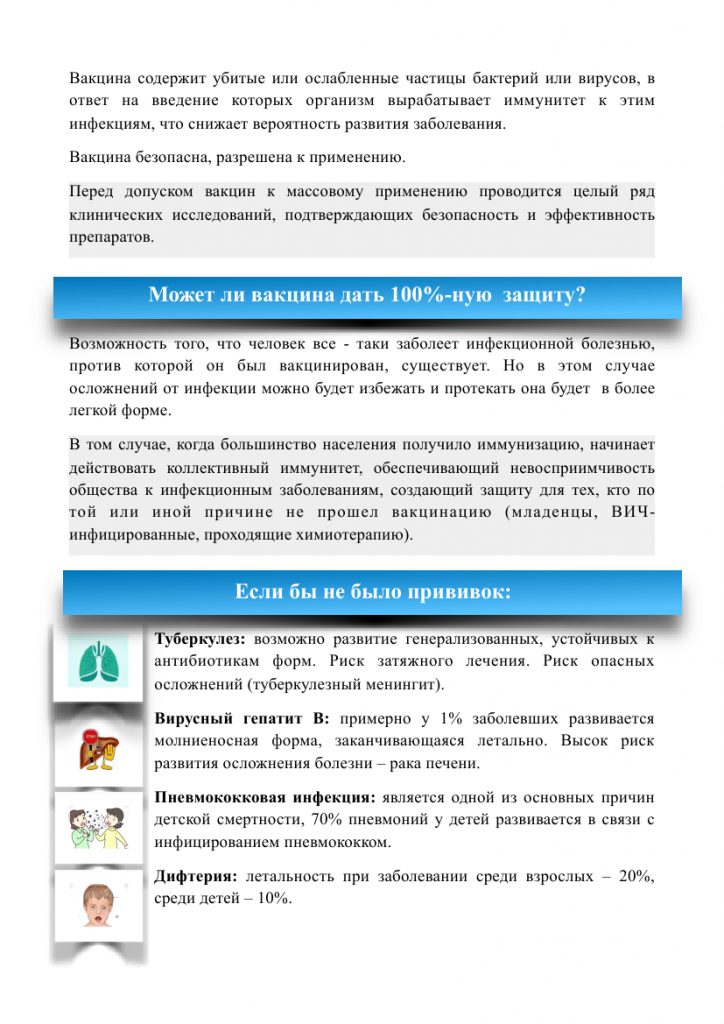 Вакцина содержит убитые или ослабленные частицы бактерий или вирусов, в
ответ на введение которых организм вырабатывает иммунитет к этим
инфекциям, что снижает вероятность развития заболевания.
Вакцина безопасна, разрешена к применению.
Перед допуском вакцин к массовому применению проводится целый ряд
клинических исследований, подтверждающих безопасность и эффективность
препаратов.
Может ли вакцина дать 100%-ную защиту?
Возможность того, что человек все - таки заболеет инфекционной болезнью,
против которой он был вакцинирован, существует. Но в этом случае
осложнений от инфекции можно будет избежать и протекать она будет в более
легкой форме.
В том случае, когда большинство населения получило иммунизацию, начинает
действовать коллективный иммунитет, обеспечивающий невосприимчивость
общества к инфекционным заболеваниям, создающий защиту для тех, кто по
той или иной причине не прошел вакцинацию (младенцы, ВИЧ-
инфицированные, проходящие химиотерапию).
Если бы не было прививок:
Туберкулез: возможно развитие генерализованных, устойчивых к
антибиотикам форм. Риск затяжного лечения. Риск опасных
осложнений (туберкулезный менингит).
Вирусный гепатит В: примерно у 1% заболевших развивается
молниеносная форма, заканчивающаяся летально. Высок риск
развития осложнения болезни – рака печени.
Пневмококковая инфекция: является одной из основных причин
детской смертности, 70% пневмоний у детей развивается в связи с
инфицированием пневмококком.
Дифтерия: летальность при заболевании среди взрослых – 20%,
среди детей – 10%.